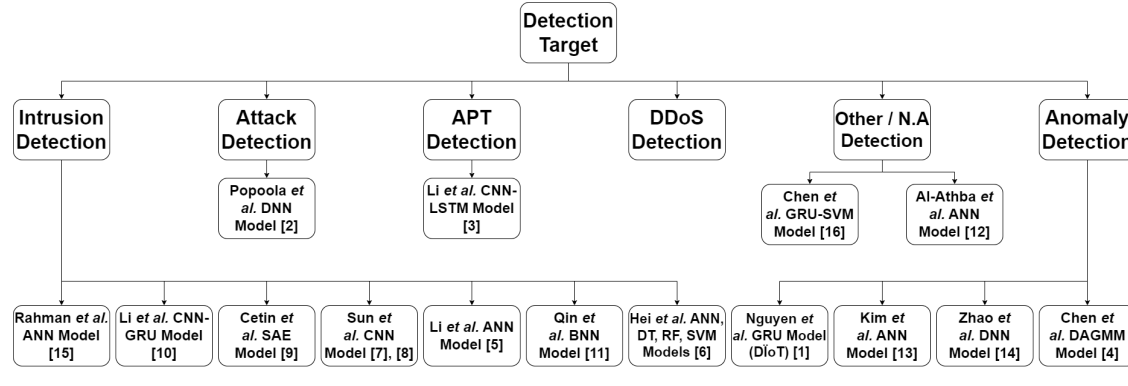 Detection
Target
Intrusion
Detection
Attack
Detection
APT
Detection
DDoS
Detection
Other / N.A
Detection
Anomaly
Detection
Popoola et
al. DNN
Model [2]
Li et al. CNN-
LSTM Model
[3]
Chen et
al. GRU-SVM
Model [16]
Al-Athba et
al. ANN
Model [12]
Rahman et al.
ANN Model
[15]
Li et al. CNN-
GRU Model
[10]
Cetin et
al. SAE
Model [9]
Sun et
al. CNN
Model [7], [8]
Li et al. ANN
Model [5]
Qin et
al. BNN
Model [11]
Hei et al. ANN,
DT, RF, SVM
Models [6]
Nguyen et
al. GRU Model
(DÏoT) [1]
Kim et
al. ANN
Model [13]
Zhao et
al. DNN
Model [14]
Chen et
al. DAGMM
Model [4]